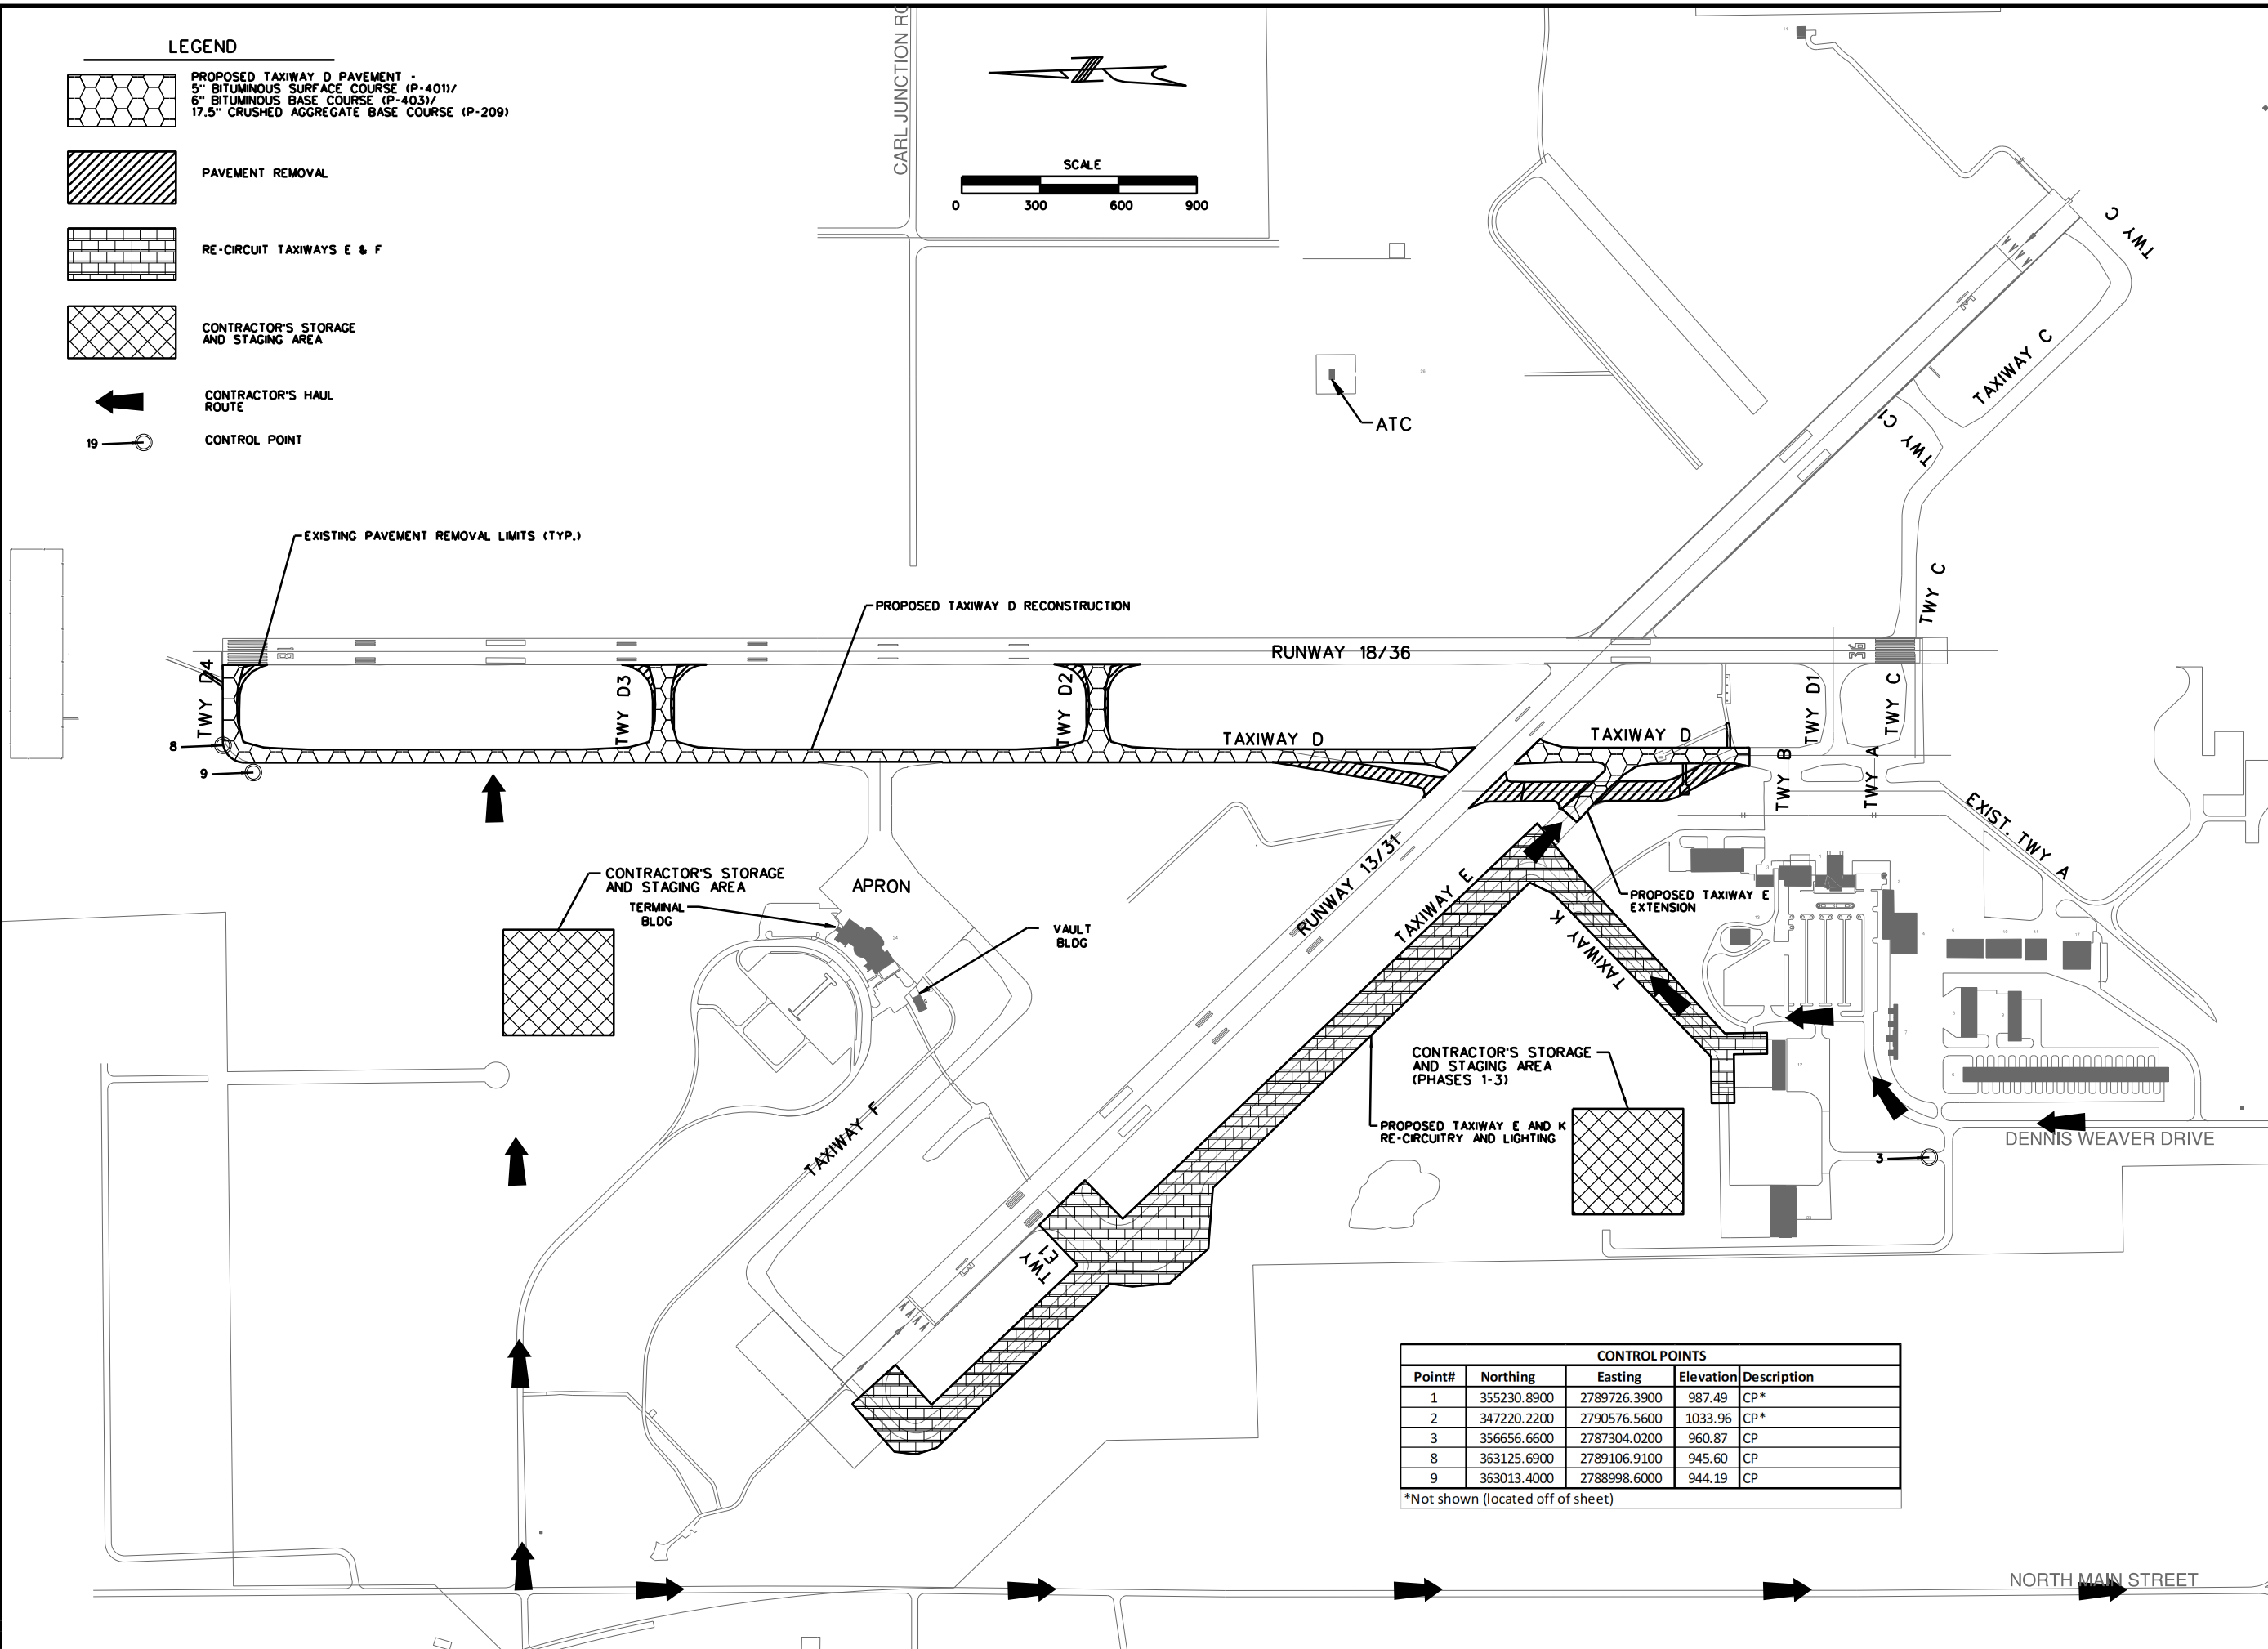 LEGEND
PROPOSED TAXIWAY D PAVEMENT -
5" BITUMINOUS SURFACE COURSE (P-401)/
6" BITUMINOUS BASE COURSE (P-403)/
17.5" CRUSHED AGGREGATE BASE COURSE (P-209)
PAVEMENT REMOVAL
RE-CIRCUIT TAXIWAYS E & F
CONTRACTOR'S STORAGE
AND STAGING AREA
CONTRACTOR'S HAUL
ROUTE
19
CONTROL POINT
CARL JUNCTION RO
SCALE
0 300 600 900
ATC
TWY C
TAXIWAY C
TWY C1
TWY C
EXISTING PAVEMENT REMOVAL LIMITS (TYP.)
PROPOSED TAXIWAY D RECONSTRUCTION
RUNWAY 18/36
18
36
TWY D4
TWY D3
TWY D2
TAXIWAY D
TAXIWAY D
TWY D1
TWY C
TWY B
TWY A
EXIST. TWY A
8
9
CONTRACTOR'S STORAGE
AND STAGING AREA
TERMINAL
BLDG
APRON
VAULT
BLDG
RUNWAY 13/31
TAXIWAY E
TAXIWAY K
PROPOSED TAXIWAY E
EXTENSION
CONTRACTOR'S STORAGE
AND STAGING AREA
(PHASES 1-3)
PROPOSED TAXIWAY E AND K
RE-CIRCUITRY AND LIGHTING
TAXIWAY F
TWY
E1
DENNIS WEAVER DRIVE
3
CONTROL POINTS
Point# Northing Easting Elevation Description
1 355230.8900 2789726.3900 987.49 CP*
2 347220.2200 2790576.5600 1033.96 CP*
3 356656.6600 2787304.0200 960.87 CP
8 363125.6900 2789106.9100 945.60 CP
9 363013.4000 2788998.6000 944.19 CP
*Not shown (located off of sheet)
NORTH MAIN STREET